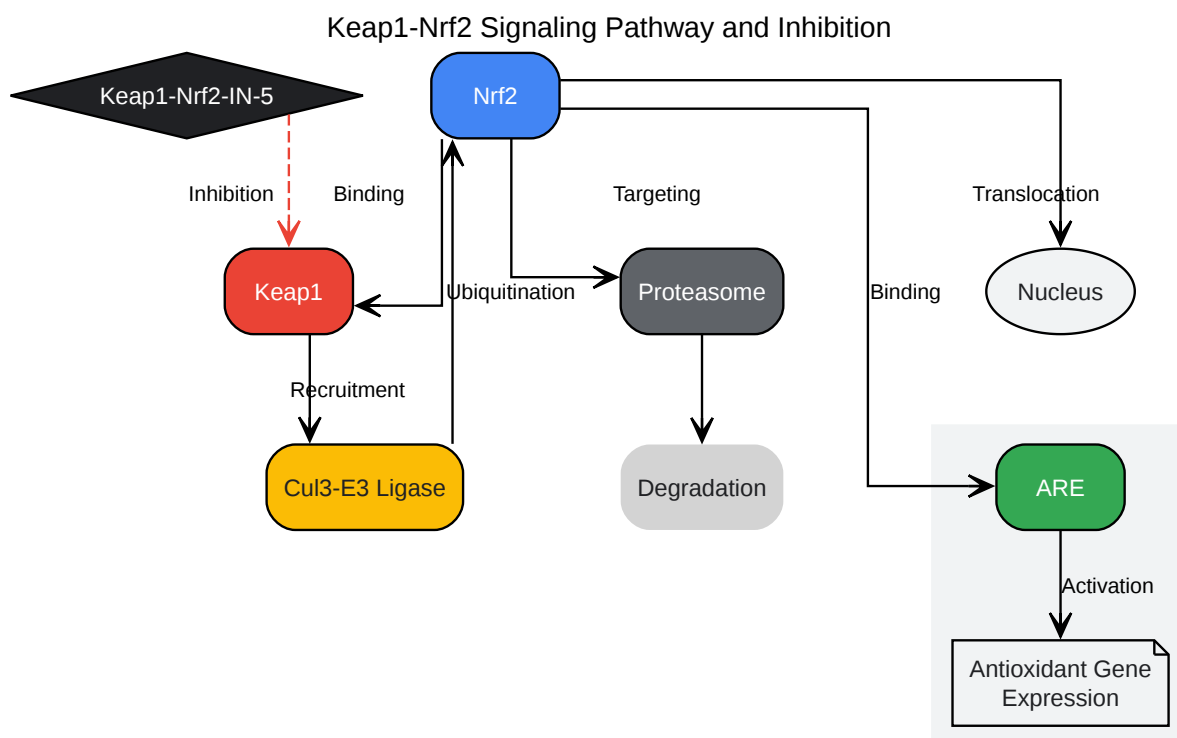 Keap1-Nrf2 Signaling Pathway and Inhibition
Keap1-Nrf2-IN-5
Nrf2
Inhibition
Binding
Targeting
Translocation
Keap1
Ubiquitination
Proteasome
Binding
Nucleus
Recruitment
Cul3-E3 Ligase
Degradation
ARE
Activation
Antioxidant Gene
Expression